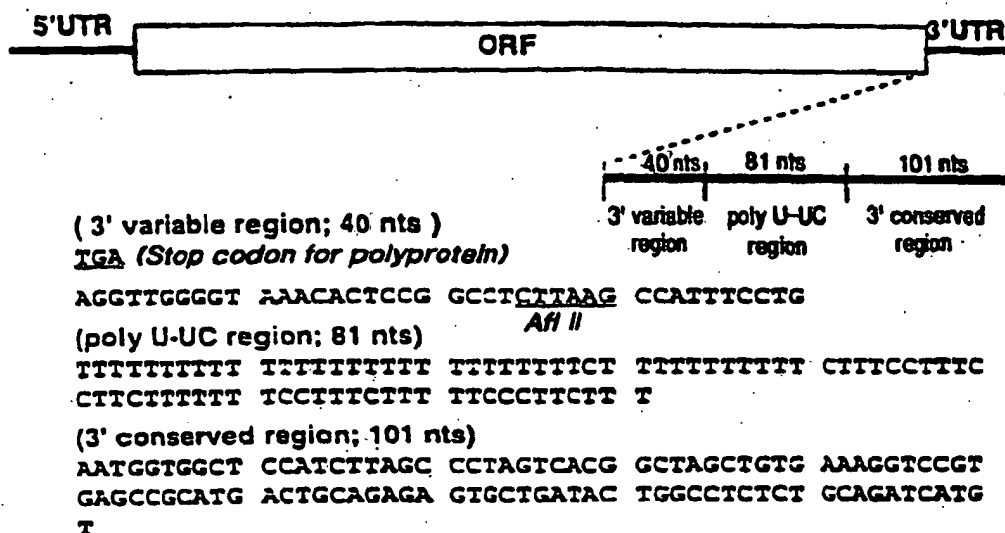 5'UTR ORF 3'UTR
40 nts 81 nts 101 nts
3' variable region poly U-UC region 3' conserved region
( 3' variable region; 40 nts )
TGA (Stop codon for polyprotein)
AGGTTGGGGT AAACACTCCG GCCTCTTAAG CCATTTCCTG
Afl II
(poly U-UC region; 81 nts)
TTTTTTTTTT TTTTTTTTTT TTTTTTTTCT TTTTTTTTTT CTTTCCTTTC
CTTCTTTTTT TCCTTTCTTT TTCCCTTCTT T
(3' conserved region; 101 nts)
AATGGTGGCT CCATCTTAGC CCTAGTCACG GCTAGCTGTG AAAGGTCCGT
GAGCCGCATG ACTGCAGAGA GTGCTGATAC TGGCCTCTCT GCAGATCATG
T